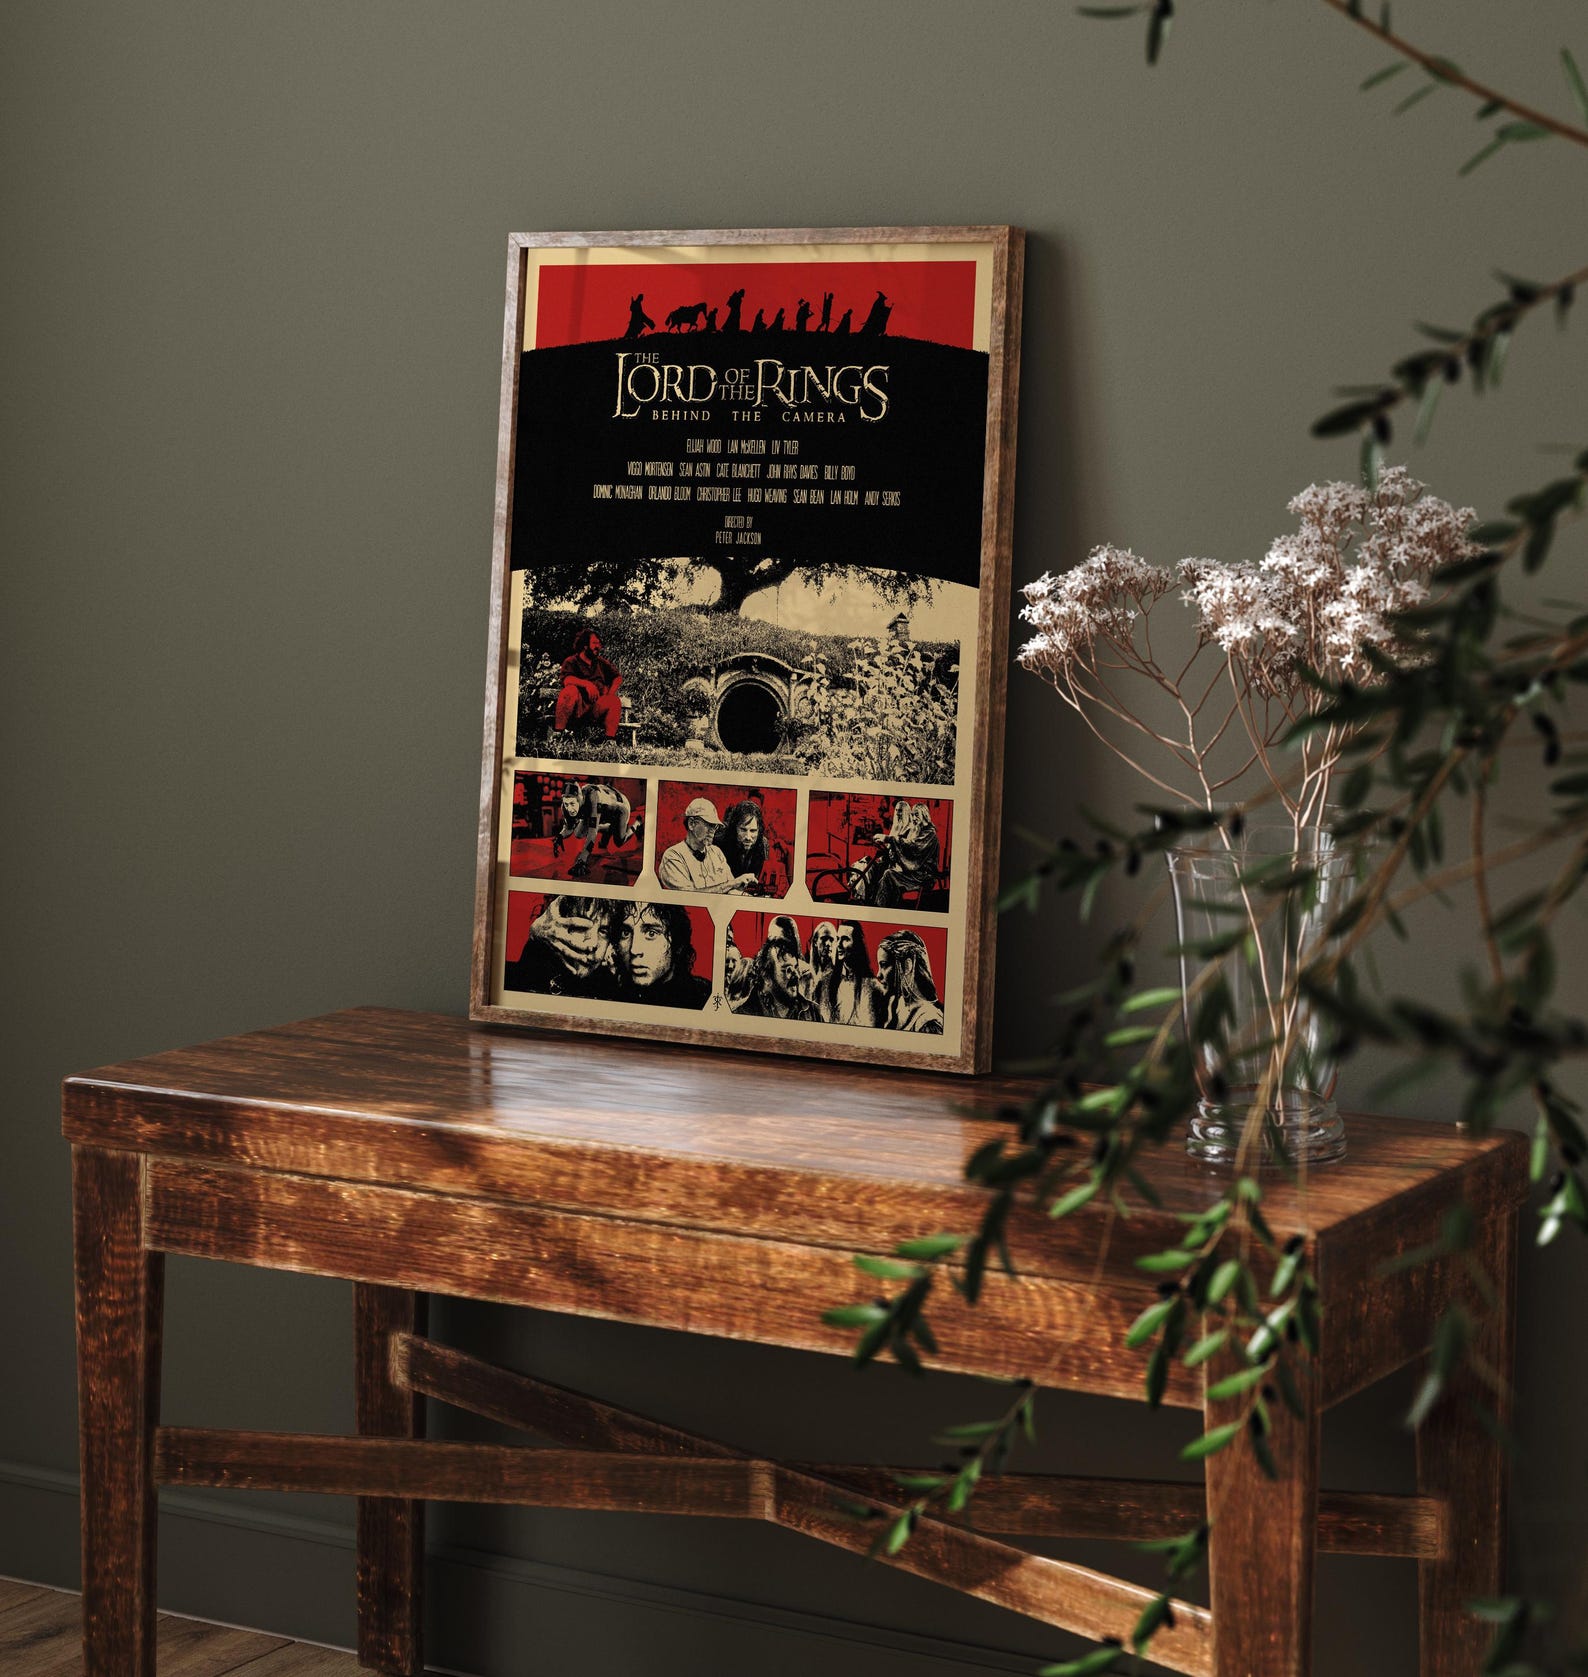 THE
LORD OF THE RINGS
BEHIND THE CAMERA
ELIJAH WOOD LAN McKELLEN LIV TYLER
VIGGO MORTENSEN SEAN ASTIN CATE BLANCHETT JOHN RHYS DAVIES BILLY BOYD
DOMINIC MONAGHAN ORLANDO BLOOM CHRISTOPHER LEE HUGO WEAVING SEAN BEAN LAN HOLM ANDY SERKIS
DIRECTED BY
PETER JACKSON